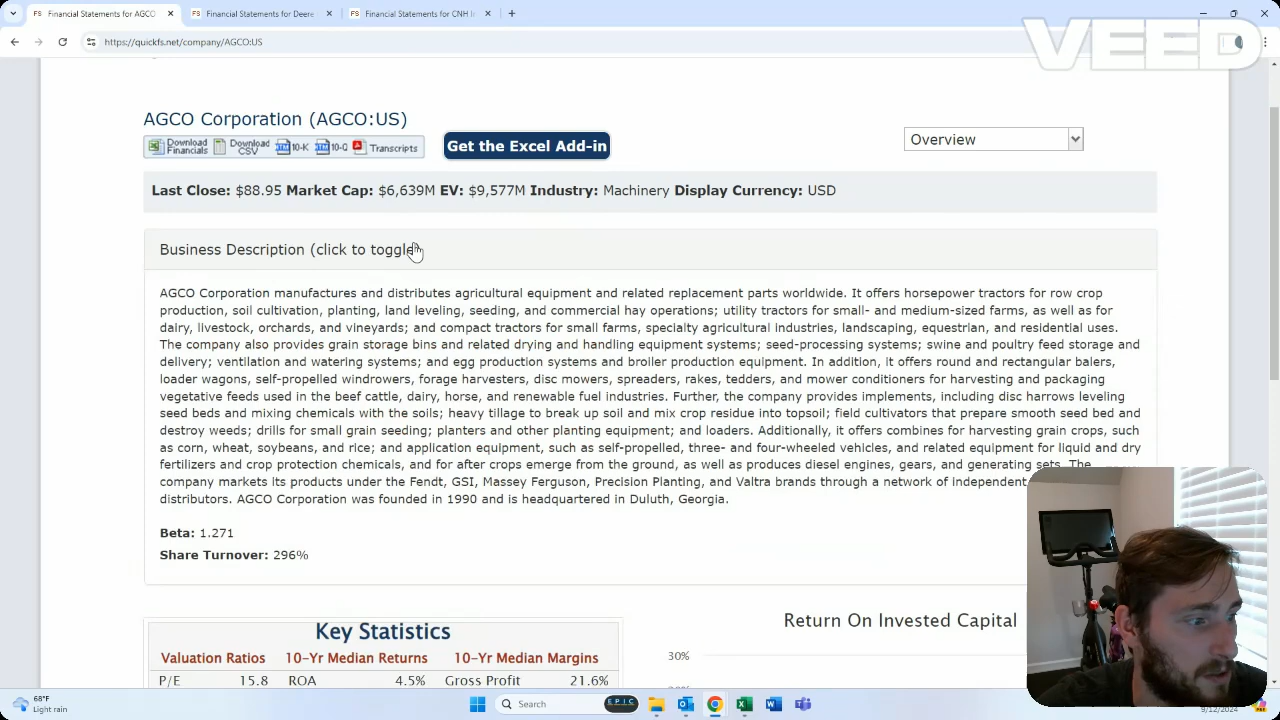 Financial Statements for AGCO
Financial Statements for Deere
Financial Statements for CNH I
https://quickfs.net/company/AGCO:US
VEED
AGCO Corporation (AGCO:US)
Download Financials
Download CSV
10-K
10-Q
Transcripts
Get the Excel Add-in
Overview
Last Close: $88.95 Market Cap: $6,639M EV: $9,577M Industry: Machinery Display Currency: USD
Business Description (click to toggle
AGCO Corporation manufactures and distributes agricultural equipment and related replacement parts worldwide. It offers horsepower tractors for row crop
production, soil cultivation, planting, land leveling, seeding, and commercial hay operations; utility tractors for small- and medium-sized farms, as well as for
dairy, livestock, orchards, and vineyards; and compact tractors for small farms, specialty agricultural industries, landscaping, equestrian, and residential uses.
The company also provides grain storage bins and related drying and handling equipment systems; seed-processing systems; swine and poultry feed storage and
delivery; ventilation and watering systems; and egg production systems and broiler production equipment. In addition, it offers round and rectangular balers,
loader wagons, self-propelled windrowers, forage harvesters, disc mowers, spreaders, rakes, tedders, and mower conditioners for harvesting and packaging
vegetative feeds used in the beef cattle, dairy, horse, and renewable fuel industries. Further, the company provides implements, including disc harrows leveling
seed beds and mixing chemicals with the soils; heavy tillage to break up soil and mix crop residue into topsoil; field cultivators that prepare smooth seed bed and
destroy weeds; drills for small grain seeding; planters and other planting equipment; and loaders. Additionally, it offers combines for harvesting grain crops, such
as corn, wheat, soybeans, and rice; and application equipment, such as self-propelled, three- and four-wheeled vehicles, and related equipment for liquid and dry
fertilizers and crop protection chemicals, and for after crops emerge from the ground, as well as produces diesel engines, gears, and generating sets. The
company markets its products under the Fendt, GSI, Massey Ferguson, Precision Planting, and Valtra brands through a network of independent
distributors. AGCO Corporation was founded in 1990 and is headquartered in Duluth, Georgia.
Beta: 1.271
Share Turnover: 296%
Key Statistics
Valuation Ratios 10-Yr Median Returns 10-Yr Median Margins
P/E 15.8 ROA 4.5% Gross Profit 21.6%
Return On Invested Capital
30%
68°F
Light rain
Search
EPIC
9/12/2024